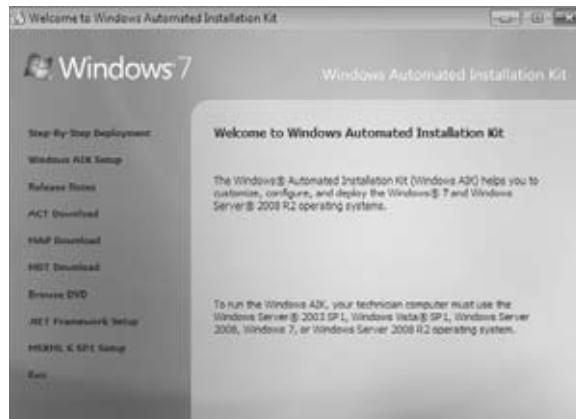 Welcome to Windows Automated Installation Kit
Windows 7
Windows Automated Installation Kit
Step-By-Step Deployment
Windows AIK Setup
Release Notes
ACT Download
MAP Download
MDT Download
Browse DVD
.NET Framework Setup
MSXML 6 SP1 Setup
Exit
Welcome to Windows Automated Installation Kit
The Windows® Automated Installation Kit (Windows AIK) helps you to
customize, configure, and deploy the Windows® 7 and Windows
Server® 2008 R2 operating systems.
To run the Windows AIK, your technician computer must use the
Windows Server® 2003 SP1, Windows Vista® SP1, Windows Server
2008, Windows 7, or Windows Server 2008 R2 operating system.